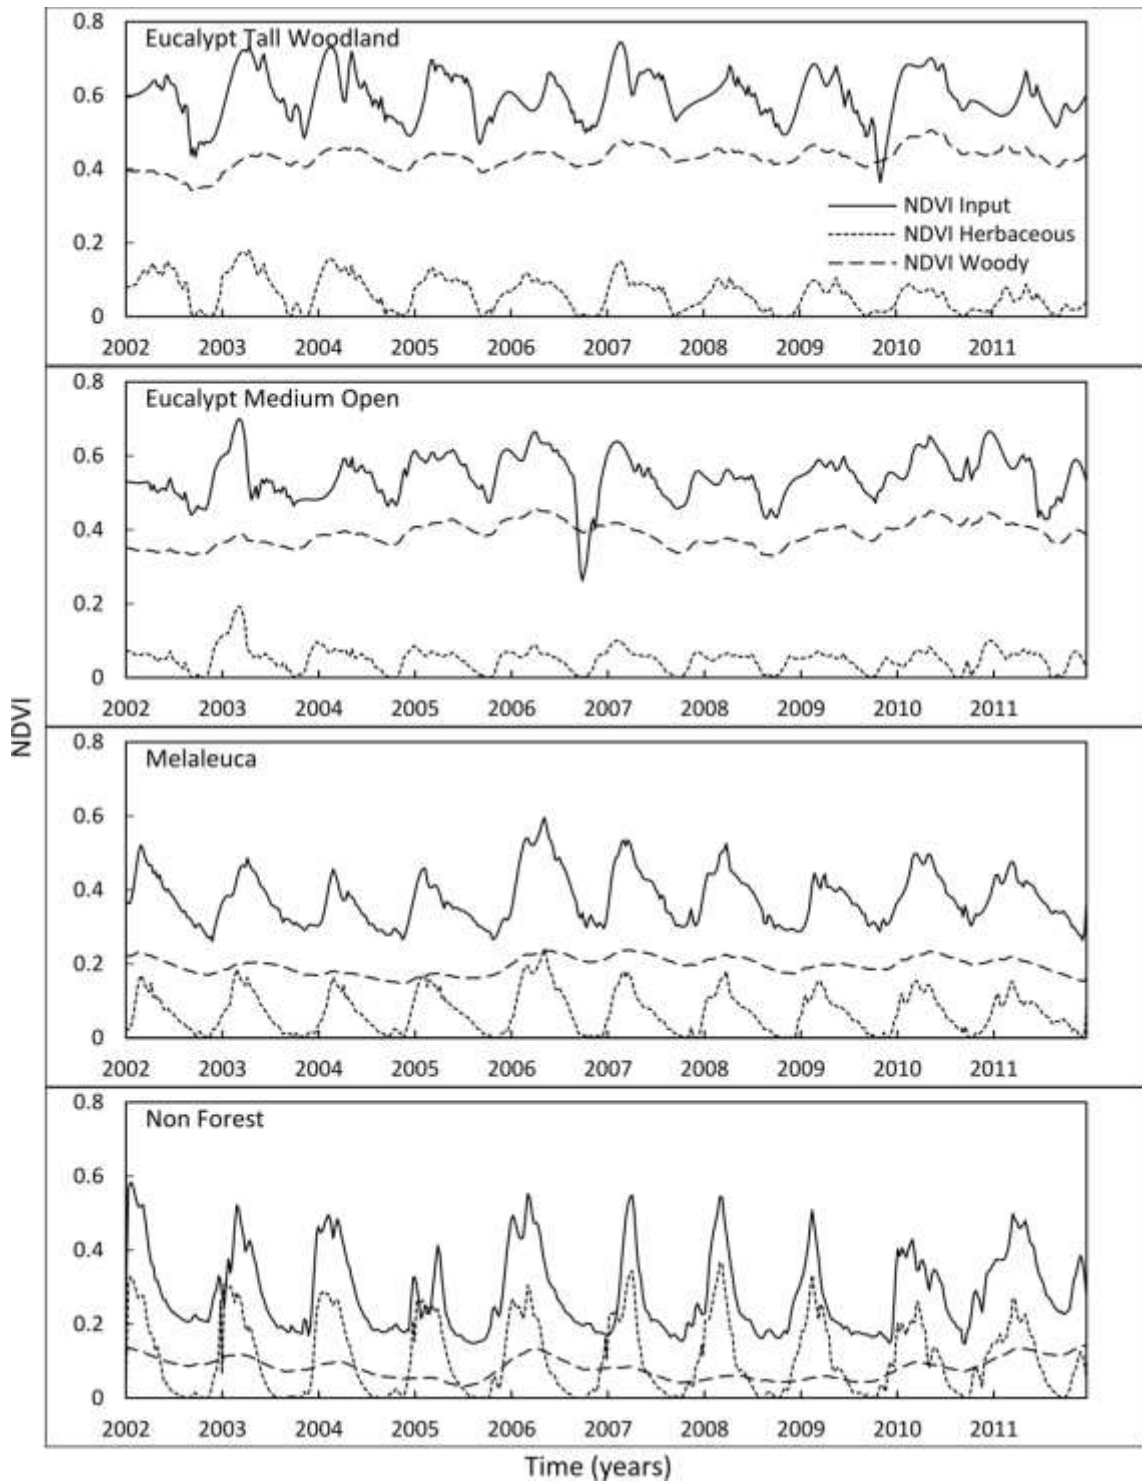 0.8
Eucalypt Tall Woodland
0.6
0.4
NDVI Input
NDVI Herbaceous
0.2
NDVI Woody
0
2002 2003 2004 2005 2006 2007 2008 2009 2010 2011
0.8
Eucalypt Medium Open
0.6
0.4
0.2
0
2002 2003 2004 2005 2006 2007 2008 2009 2010 2011
NDVI
0.8
Melaleuca
0.6
0.4
0.2
0
2002 2003 2004 2005 2006 2007 2008 2009 2010 2011
0.8
Non Forest
0.6
0.4
0.2
0
2002 2003 2004 2005 2006 2007 2008 2009 2010 2011
Time (years)